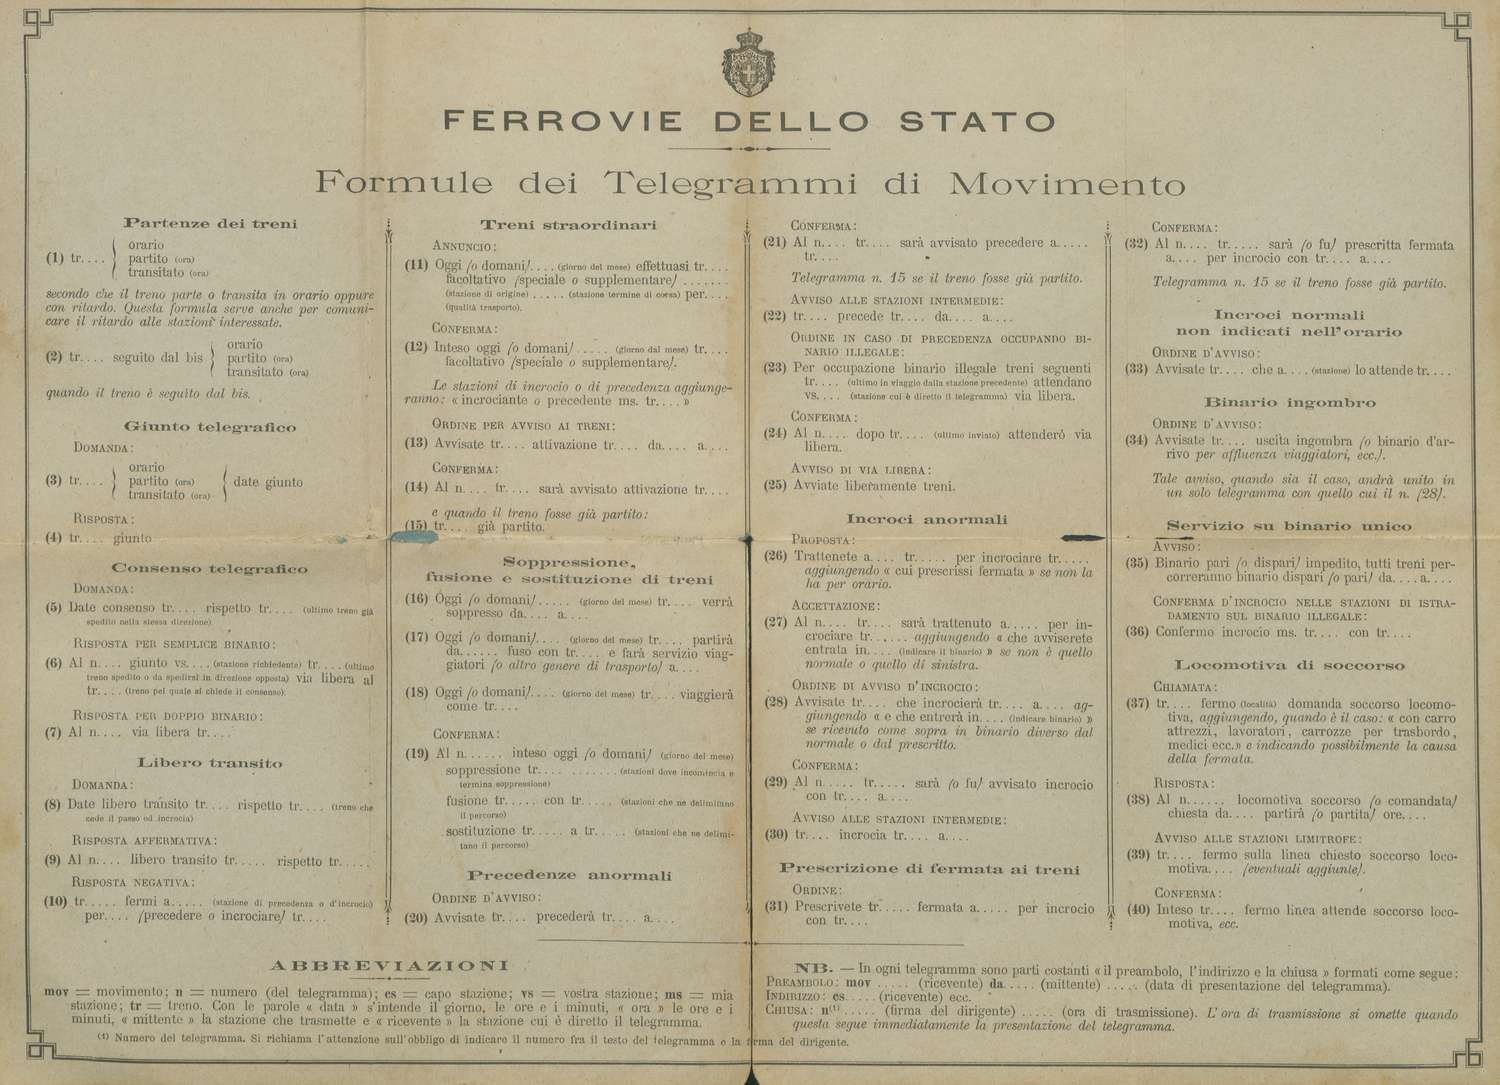 FERROVIE DELLO STATO
Formule dei Telegrammi di Movimento
Partenze dei treni
(1) tr.... orario
partito (ora)
transitato (ora)
secondo che il treno parte o transita in orario oppure
con ritardo. Questa formula serve anche per comuni-
care il ritardo alle stazioni interessate.
(2) tr.... seguito dal bis orario
partito (ora)
transitato (ora)
quando il treno è seguito dal bis.
Giunto telegrafico
DOMANDA:
(3) tr.... orario
partito (ora)
transitato (ora) date giunto
RISPOSTA:
(4) tr.... giunto
Consenso telegrafico
DOMANDA:
(5) Date consenso tr.... rispetto tr.... (ultimo treno già
spedito nella stessa direzione).
RISPOSTA PER SEMPLICE BINARIO:
(6) Al n.... giunto vs.... (stazione richiedente) tr.... (ultimo
treno spedito o da spedirsi in direzione opposta) via libera al
tr.... (treno pel quale si chiede il consenso).
RISPOSTA PER DOPPIO BINARIO:
(7) Al n.... via libera tr....
Libero transito
DOMANDA:
(8) Date libero transito tr.... rispetto tr.... (treno che
cede il passo od incrocia)
RISPOSTA AFFERMATIVA:
(9) Al n.... libero transito tr..... rispetto tr.....
RISPOSTA NEGATIVA:
(10) tr.... fermi a..... (stazione di precedenza o d'incrocio)
per.... /precedere o incrociare/ tr....
Treni straordinari
ANNUNCIO:
(11) Oggi /o domani/.... (giorno del mese) effettuasi tr....
facoltativo /speciale o supplementare/ .......
(stazione di origine) ..... (stazione termine di corsa) per....
(qualità trasporto).
CONFERMA:
(12) Inteso oggi /o domani/ ..... (giorno dal mese) tr....
facoltativo /speciale o supplementare/.
Le stazioni di incrocio o di precedenza aggiunge-
ranno: « incrociante o precedente ms. tr.... »
ORDINE PER AVVISO AI TRENI:
(13) Avvisate tr.... attivazione tr.... da.... a....
CONFERMA:
(14) Al n.... tr.... sarà avvisato attivazione tr....
e quando il treno fosse già partito:
(15) tr.... già partito.
Soppressione,
fusione e sostituzione di treni
(16) Oggi /o domani/..... (giorno del mese) tr.... verrà
soppresso da.... a....
(17) Oggi /o domani/..... (giorno del mese) tr.... partirà
da...... fuso con tr.... e farà servizio viag-
giatori /o altro genere di trasporto/ a....
(18) Oggi /o domani/.... (giorno del mese) tr.... viaggierà
come tr....
CONFERMA:
(19) Al n...... inteso oggi /o domani/ (giorno del mese)
soppressione tr.... ....... (stazioni dove incomincia e
termina soppressione)
fusione tr..... con tr.... (stazioni che ne delimitano
il percorso)
sostituzione tr..... a tr..... (stazioni che ne delimi-
tano il percorso)
Precedenze anormali
ORDINE D'AVVISO:
(20) Avvisate tr.... precederà tr.... a....
CONFERMA:
(21) Al n.... tr.... sarà avvisato precedere a.....
tr....
Telegramma n. 15 se il treno fosse già partito.
AVVISO ALLE STAZIONI INTERMEDIE:
(22) tr.... precede tr.... da.... a....
ORDINE IN CASO DI PRECEDENZA OCCUPANDO BI-
NARIO ILLEGALE:
(23) Per occupazione binario illegale treni seguenti
tr.... (ultimo in viaggio dalla stazione precedente) attendano
vs.... (stazione cui è diretto il telegramma) via libera.
CONFERMA:
(24) Al n.... dopo tr.... (ultimo inviato) attenderò via
libera.
AVVISO DI VIA LIBERA:
(25) Avviate liberamente treni.
Incroci anormali
PROPOSTA:
(26) Trattenete a.... tr..... per incrociare tr.....
aggiungendo « cui prescrissi fermata » se non la
ha per orario.
ACCETTAZIONE:
(27) Al n.... tr.... sarà trattenuto a..... per in-
crociare tr...... aggiungendo « che avviserete
entrata in.... (indicare il binario) » se non è quello
normale o quello di sinistra.
ORDINE DI AVVISO D'INCROCIO:
(28) Avvisate tr.... che incrocierà tr.... a.... ag-
giungendo « e che entrerà in.... (indicare binario) »
se ricevuto come sopra in binario diverso dal
normale o dal prescritto.
CONFERMA:
(29) Al n.... tr.... sarà /o fu/ avvisato incrocio
con tr.... a....
AVVISO ALLE STAZIONI INTERMEDIE:
(30) tr.... incrocia tr.... a....
Prescrizione di fermata ai treni
ORDINE:
(31) Prescrivete tr..... fermata a..... per incrocio
con tr....
CONFERMA:
(32) Al n.... tr..... sarà /o fu/ prescritta fermata
a.... per incrocio con tr.... a....
Telegramma n. 15 se il treno fosse già partito.
Incroci normali
non indicati nell'orario
ORDINE D'AVVISO:
(33) Avvisate tr.... che a.... (stazione) lo attende tr....
Binario ingombro
ORDINE D'AVVISO:
(34) Avvisate tr.... uscita ingombra /o binario d'ar-
rivo per affluenza viaggiatori, ecc./.
Tale avviso, quando sia il caso, andrà unito in
un solo telegramma con quello cui il n. (28).
Servizio su binario unico
AVVISO:
(35) Binario pari /o dispari/ impedito, tutti treni per-
correranno binario dispari /o pari/ da....a....
CONFERMA D'INCROCIO NELLE STAZIONI DI ISTRA-
DAMENTO SUL BINARIO ILLEGALE:
(36) Confermo incrocio ms. tr.... con tr....
Locomotiva di soccorso
CHIAMATA:
(37) tr.... fermo (località) domanda soccorso locomo-
tiva, aggiungendo, quando è il caso: « con carro
attrezzi, lavoratori, carrozze per trasbordo,
medici ecc.» e indicando possibilmente la causa
della fermata.
RISPOSTA:
(38) Al n...... locomotiva soccorso /o comandata/
chiesta da.... partirà /o partita/ ore....
AVVISO ALLE STAZIONI LIMITROFE:
(39) tr.... fermo sulla linea chiesto soccorso loco-
motiva.... /eventuali aggiunte/.
CONFERMA:
(40) Inteso tr.... fermo linea attende soccorso loco-
motiva, ecc.
ABBREVIAZIONI
mov = movimento; n = numero (del telegramma); cs = capo stazione; vs = vostra stazione; ms = mia
stazione; tr = treno. Con le parole « data » s'intende il giorno, le ore e i minuti, « ora » le ore e i
minuti, « mittente » la stazione che trasmette e « ricevente » la stazione cui è diretto il telegramma.
(1) Numero del telegramma. Si richiama l'attenzione sull'obbligo di indicare il numero fra il testo del telegramma e la firma del dirigente.
NB. — In ogni telegramma sono parti costanti « il preambolo, l'indirizzo e la chiusa » formati come segue:
PREAMBOLO: mov ..... (ricevente) da.... (mittente) ..... (data di presentazione del telegramma).
INDIRIZZO: cs..... (ricevente) ecc.
CHIUSA: n(1)..... (firma del dirigente) ..... (ora di trasmissione). L'ora di trasmissione si omette quando
questa segue immediatamente la presentazione del telegramma.